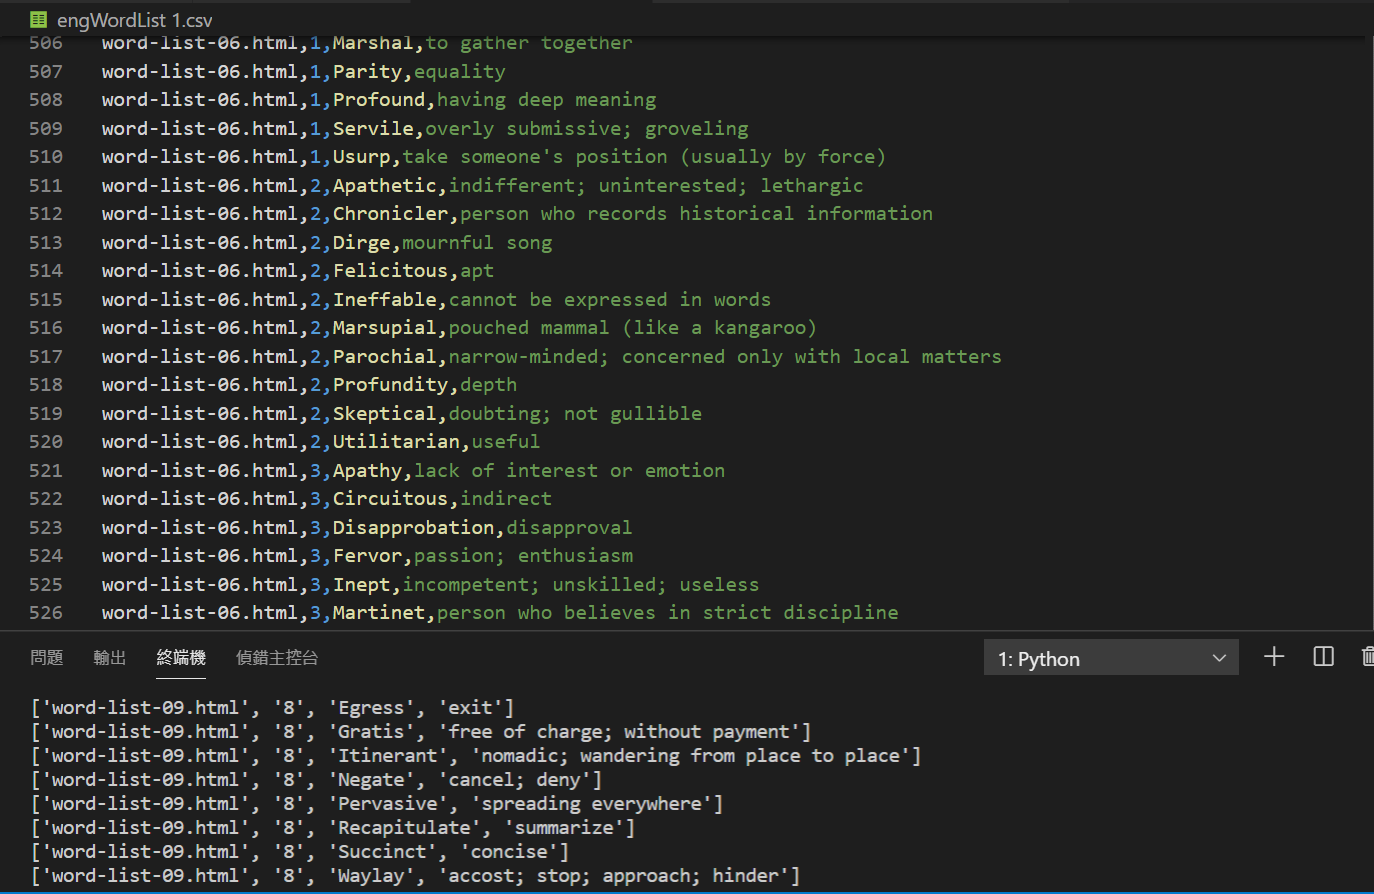 engWordList 1.csv
506 word-list-06.html,1,Marshal,to gather together
507 word-list-06.html,1,Parity,equality
508 word-list-06.html,1,Profound,having deep meaning
509 word-list-06.html,1,Servile,overly submissive; groveling
510 word-list-06.html,1,Usurp,take someone's position (usually by force)
511 word-list-06.html,2,Apathetic,indifferent; uninterested; lethargic
512 word-list-06.html,2,Chronicler,person who records historical information
513 word-list-06.html,2,Dirge,mournful song
514 word-list-06.html,2,Felicitous,apt
515 word-list-06.html,2,Ineffable,cannot be expressed in words
516 word-list-06.html,2,Marsupial,pouched mammal (like a kangaroo)
517 word-list-06.html,2,Parochial,narrow-minded; concerned only with local matters
518 word-list-06.html,2,Profundity,depth
519 word-list-06.html,2,Skeptical,doubting; not gullible
520 word-list-06.html,2,Utilitarian,useful
521 word-list-06.html,3,Apathy,lack of interest or emotion
522 word-list-06.html,3,Circuitous,indirect
523 word-list-06.html,3,Disapprobation,disapproval
524 word-list-06.html,3,Fervor,passion; enthusiasm
525 word-list-06.html,3,Inept,incompetent; unskilled; useless
526 word-list-06.html,3,Martinet,person who believes in strict discipline
問題 輸出 終端機 偵錯主控台 1: Python
['word-list-09.html', '8', 'Egress', 'exit']
['word-list-09.html', '8', 'Gratis', 'free of charge; without payment']
['word-list-09.html', '8', 'Itinerant', 'nomadic; wandering from place to place']
['word-list-09.html', '8', 'Negate', 'cancel; deny']
['word-list-09.html', '8', 'Pervasive', 'spreading everywhere']
['word-list-09.html', '8', 'Recapitulate', 'summarize']
['word-list-09.html', '8', 'Succinct', 'concise']
['word-list-09.html', '8', 'Waylay', 'accost; stop; approach; hinder']